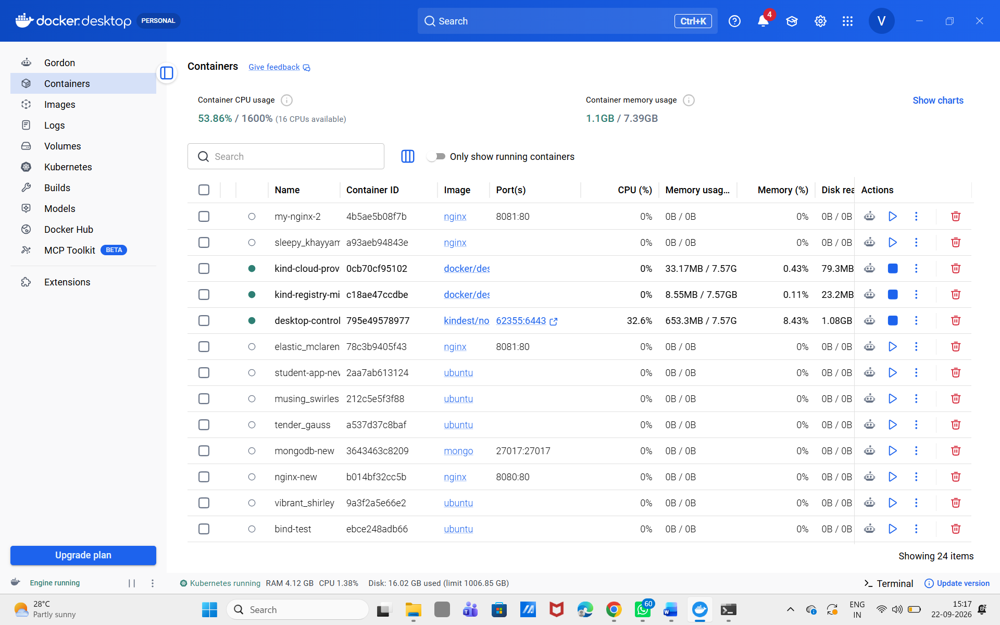 docker.desktop PERSONAL
Search Ctrl+K
4
V
Gordon
Containers
Images
Logs
Volumes
Kubernetes
Builds
Models
Docker Hub
MCP Toolkit BETA
Extensions
Upgrade plan
Containers Give feedback
Container CPU usage
53.86% / 1600% (16 CPUs available)
Container memory usage
1.1GB / 7.39GB
Show charts
Search
Only show running containers
Name Container ID Image Port(s) CPU (%) Memory usag... Memory (%) Disk rea Actions
my-nginx-2 4b5ae5b08f7b nginx 8081:80 0% 0B / 0B 0% 0B / 0B
sleepy_khayyam a93aeb94843e nginx 0% 0B / 0B 0% 0B / 0B
kind-cloud-prov 0cb70cf95102 docker/des 0% 33.17MB / 7.57G 0.43% 79.3MB
kind-registry-mi c18ae47ccdbe docker/des 0% 8.55MB / 7.57GB 0.11% 23.2MB
desktop-control 795e49578977 kindest/no 62355:6443 32.6% 653.3MB / 7.57G 8.43% 1.08GB
elastic_mclaren 78c3b9405f43 nginx 8081:80 0% 0B / 0B 0% 0B / 0B
student-app-new 2aa7ab613124 ubuntu 0% 0B / 0B 0% 0B / 0B
musing_swirles 212c5e5f3f88 ubuntu 0% 0B / 0B 0% 0B / 0B
tender_gauss a537d37c8baf ubuntu 0% 0B / 0B 0% 0B / 0B
mongodb-new 3643463c8209 mongo 27017:27017 0% 0B / 0B 0% 0B / 0B
nginx-new b014bf32cc5b nginx 8080:80 0% 0B / 0B 0% 0B / 0B
vibrant_shirley 9a3f2a5e66e2 ubuntu 0% 0B / 0B 0% 0B / 0B
bind-test ebce248adb66 ubuntu 0% 0B / 0B 0% 0B / 0B
Showing 24 items
Engine running
Kubernetes running RAM 4.12 GB CPU 1.38% Disk: 16.02 GB used (limit 1006.85 GB)
Terminal Update version
28°C
Partly sunny
Search
60
ENG
IN
15:17
22-09-2026